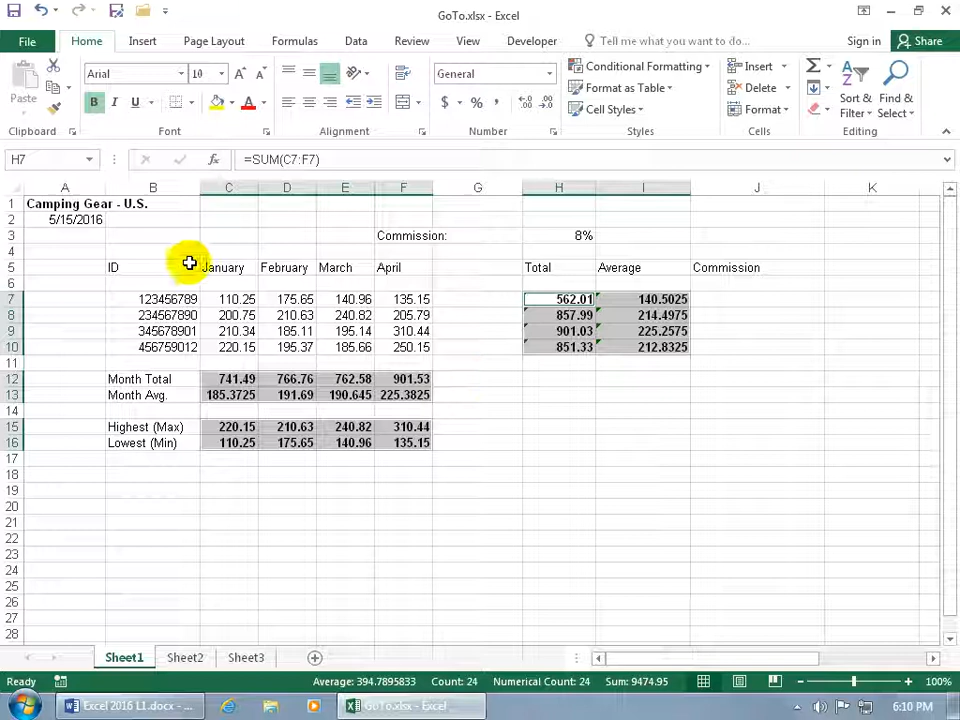 GoTo.xlsx - Excel
File Home Insert Page Layout Formulas Data Review View Developer Tell me what you want to do... Sign in Share
Paste
Arial 10
B I U A
General
$ % ,
Conditional Formatting
Format as Table
Cell Styles
Insert
Delete
Format
Sort & Filter
Find & Select
Clipboard Font Alignment Number Styles Cells Editing
H7 fx =SUM(C7:F7)
A B C D E F G H I J K
1 Camping Gear - U.S.
2 5/15/2016
3 Commission: 8%
4
5 ID January February March April Total Average Commission
6
7 123456789 110.25 175.65 140.96 135.15 562.01 140.5025
8 234567890 200.75 210.63 240.82 205.79 857.99 214.4975
9 345678901 210.34 185.11 195.14 310.44 901.03 225.2575
10 456759012 220.15 195.37 185.66 250.15 851.33 212.8325
11
12 Month Total 741.49 766.76 762.58 901.53
13 Month Avg. 185.3725 191.69 190.645 225.3825
14
15 Highest (Max) 220.15 210.63 240.82 310.44
16 Lowest (Min) 110.25 175.65 140.96 135.15
17
18
19
20
21
22
23
24
25
26
27
28
Sheet1 Sheet2 Sheet3
Ready Average: 394.7895833 Count: 24 Numerical Count: 24 Sum: 9474.95 100%
Excel 2016 L1.docx - ... GoTo.xlsx - Excel 6:10 PM